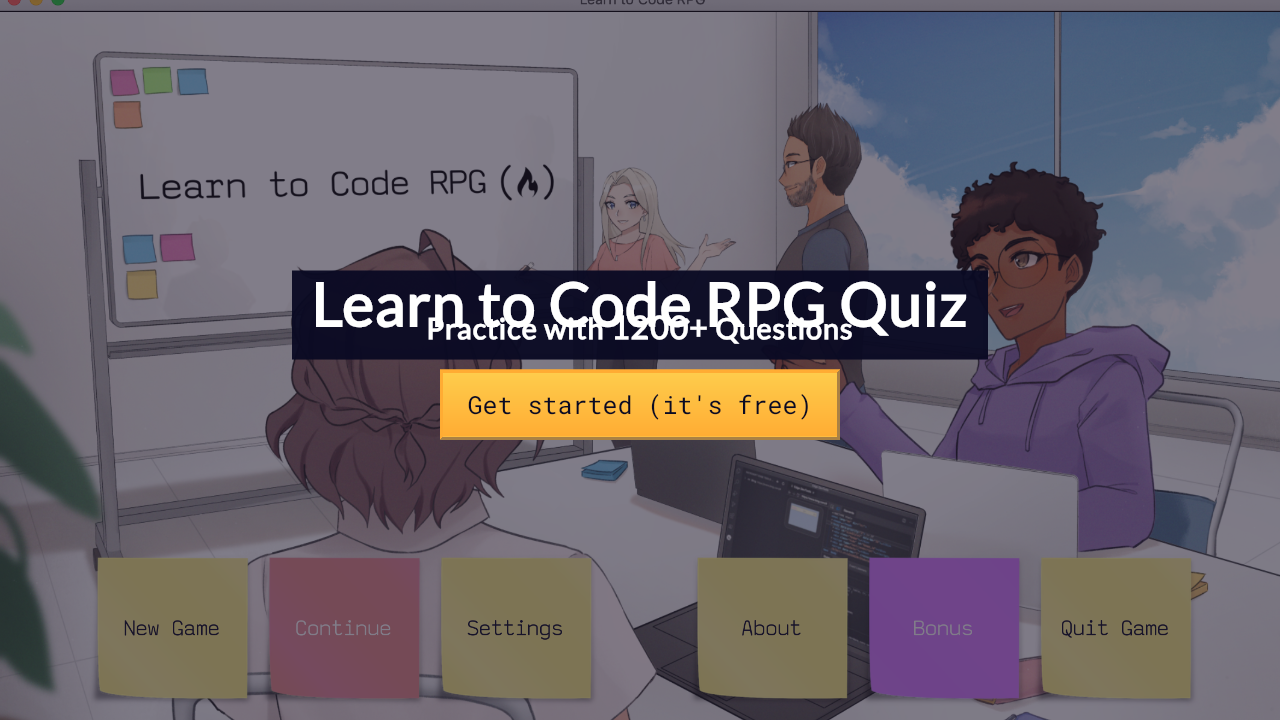 Learn to Code RPG
Learn to Code RPG
Learn to Code RPG Quiz
Practice with 1200+ Questions
Get started (it's free)
New Game
Continue
Settings
About
Bonus
Quit Game